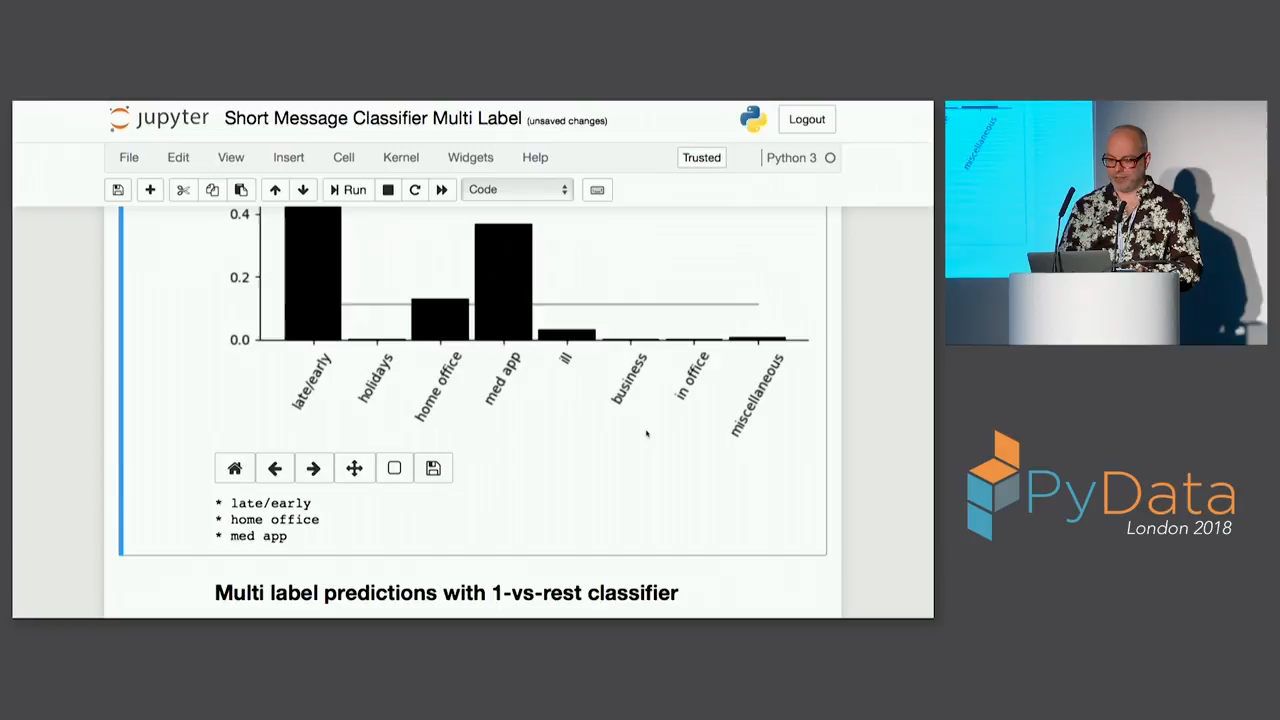 jupyter Short Message Classifier Multi Label (unsaved changes) Logout
File Edit View Insert Cell Kernel Widgets Help Trusted Python 3
Run Code
0.4
0.2
0.0
late/early holidays home office med app ill business in office miscellaneous
* late/early
* home office
* med app
Multi label predictions with 1-vs-rest classifier
miscellaneous
PyData
London 2018